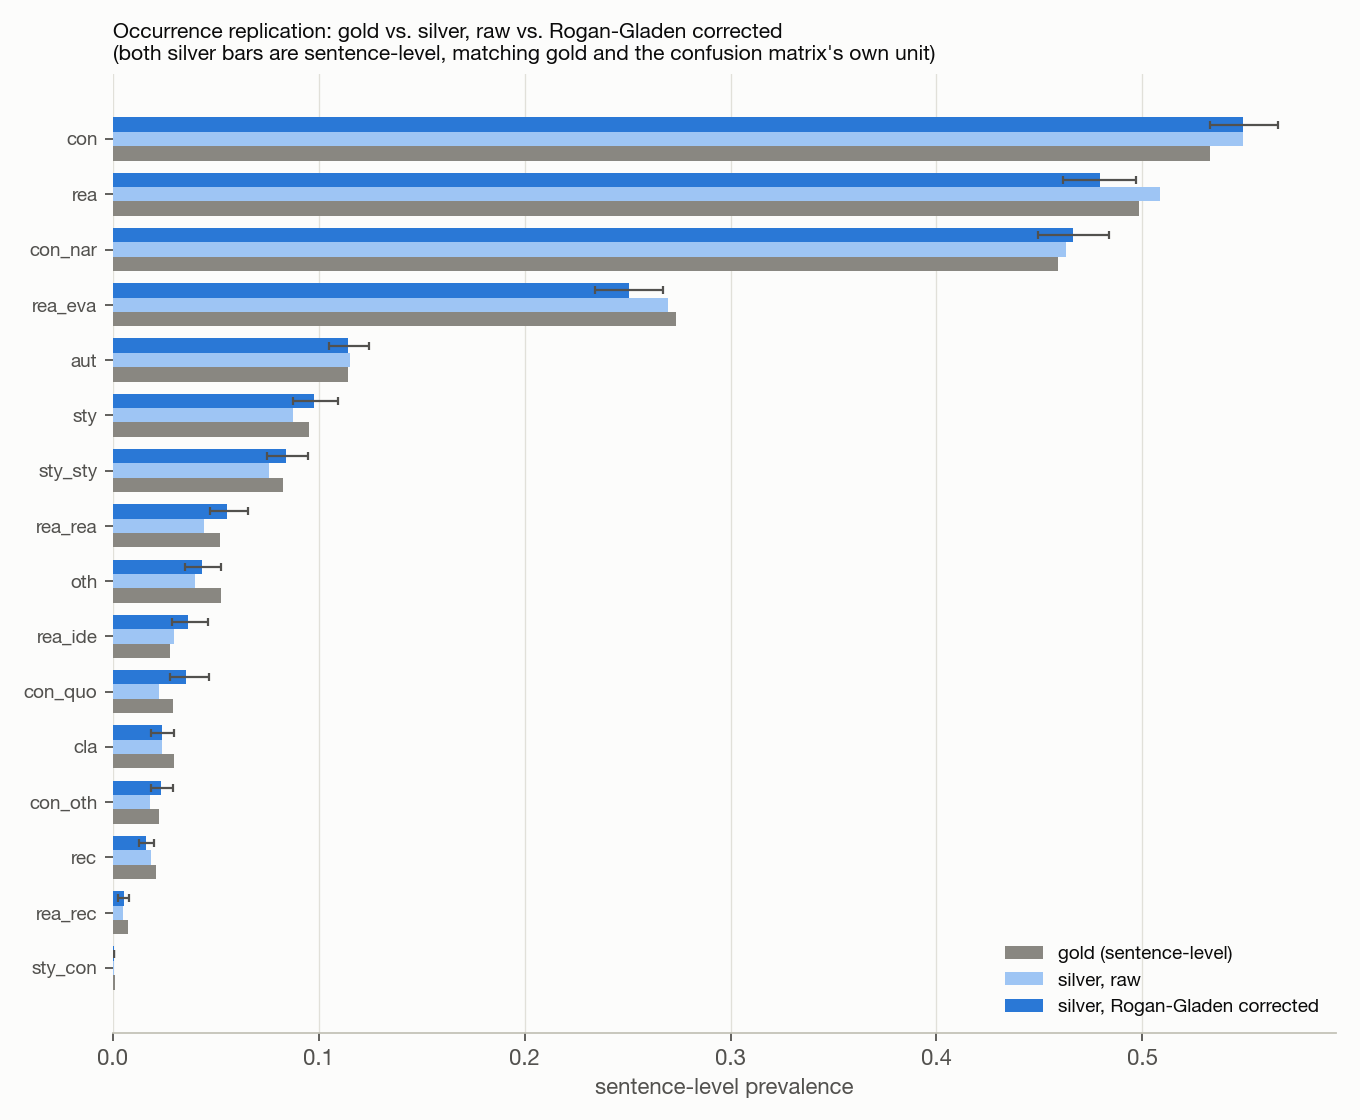 Occurrence replication: gold vs. silver, raw vs. Rogan-Gladen corrected
(both silver bars are sentence-level, matching gold and the confusion matrix's own unit)
con
rea
con_nar
rea_eva
aut
sty
sty_sty
rea_rea
oth
rea_ide
con_quo
cla
con_oth
rec
rea_rec
sty_con
gold (sentence-level)
silver, raw
silver, Rogan-Gladen corrected
0.0 0.1 0.2 0.3 0.4 0.5
sentence-level prevalence